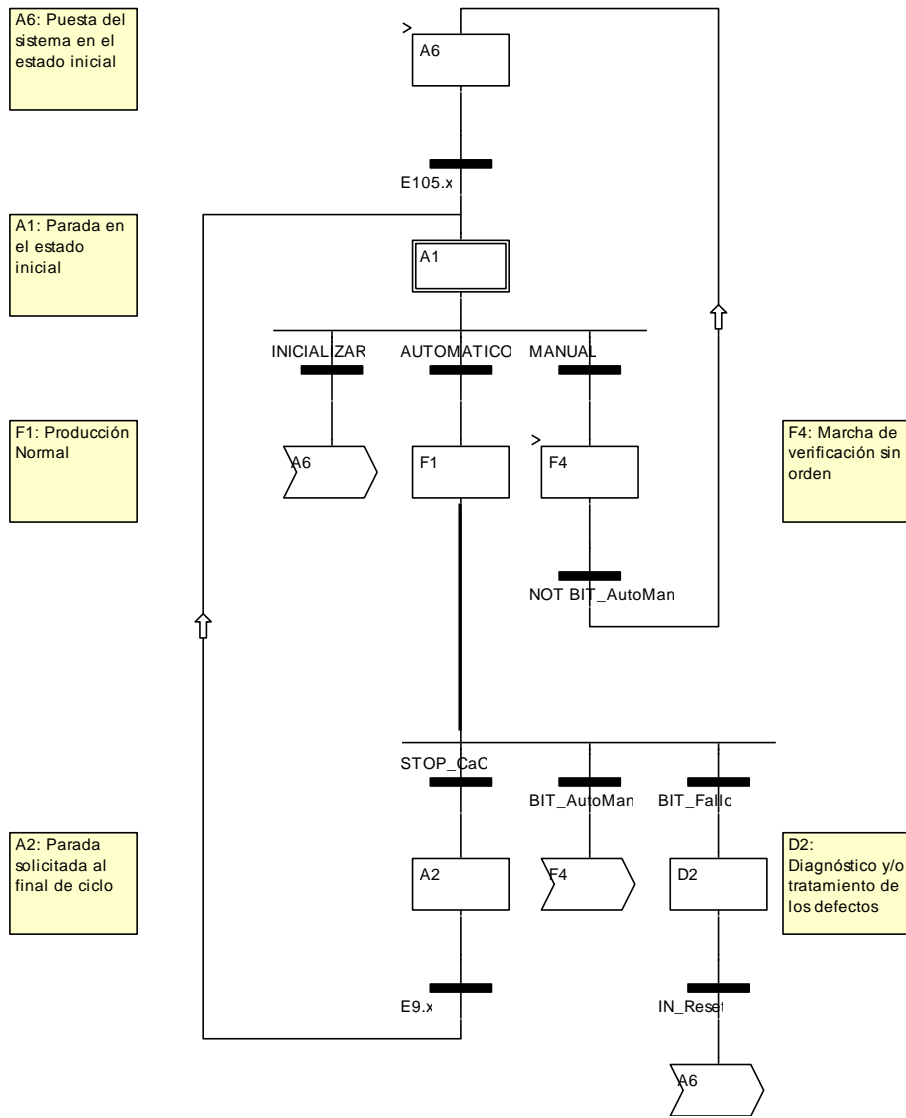 A6: Puesta del
sistema en el
estado inicial
>
A6
E105.x
A1: Parada en
el estado
inicial
A1
INICIALIZAR
AUTOMATICO
MANUAL
F1: Producción
Normal
A6
F1
>
F4
F4: Marcha de
verificación sin
orden
NOT BIT_AutoMan
STOP_CaC
BIT_AutoMan
BIT_Fallo
A2: Parada
solicitada al
final de ciclo
A2
F4
D2
D2:
Diagnóstico y/o
tratamiento de
los defectos
E9.x
IN_Reset
A6